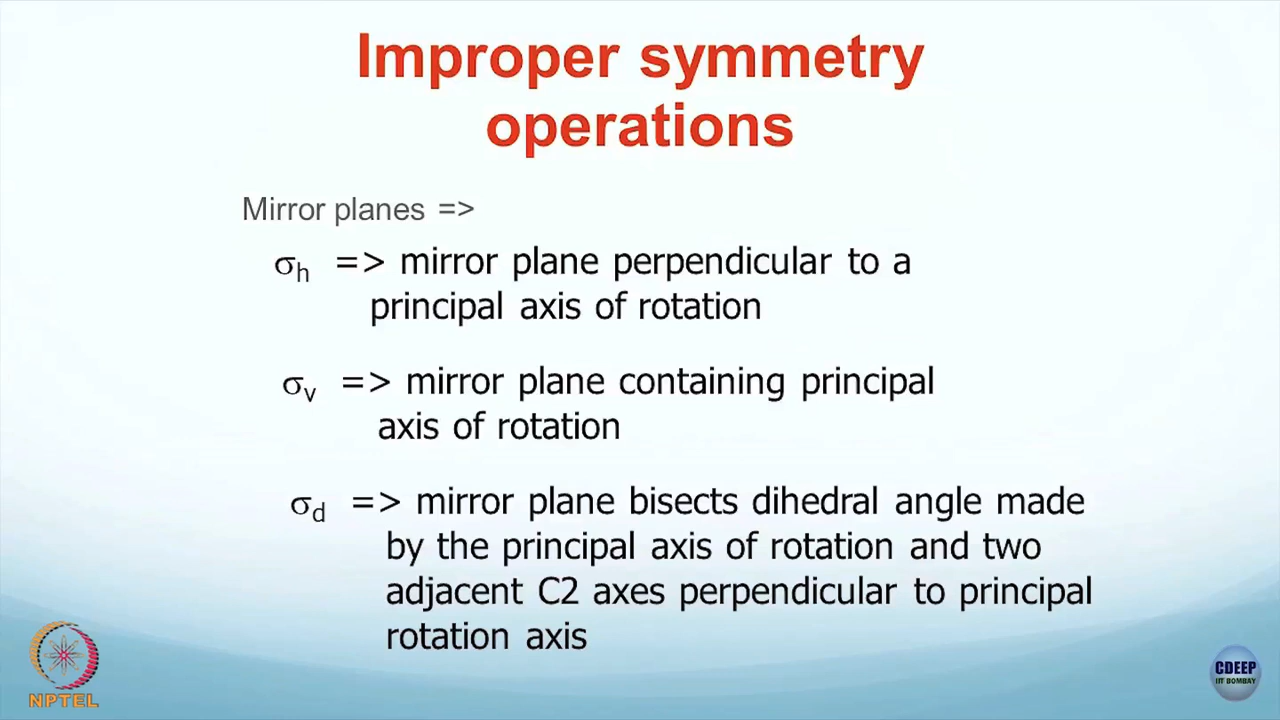 Improper symmetry
operations
Mirror planes =>
σh => mirror plane perpendicular to a
principal axis of rotation
σv => mirror plane containing principal
axis of rotation
σd => mirror plane bisects dihedral angle made
by the principal axis of rotation and two
adjacent C2 axes perpendicular to principal
rotation axis
NPTEL
CDEEP
IIT BOMBAY